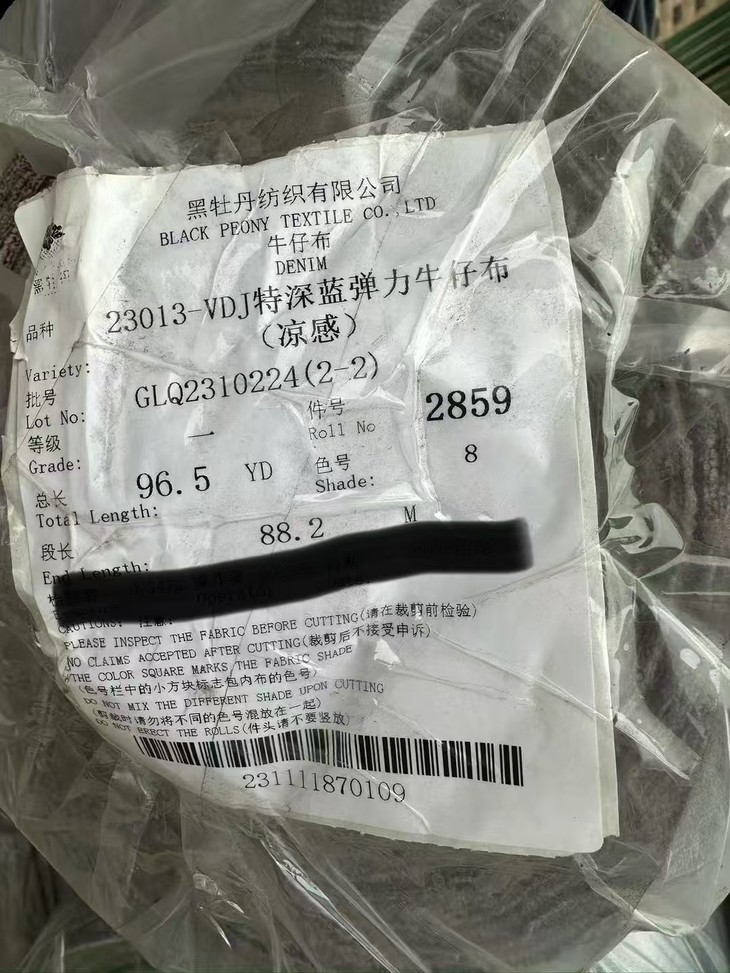 黑牡丹纺织有限公司
BLACK PEONY TEXTILE CO.,LTD
牛仔布
DENIM
品种 23013-VDJ特深蓝弹力牛仔布
(凉感)
Variety:
批号 GLQ2310224(2-2)
Lot No:
件号 2859
Roll No
等级 一
Grade:
色号 8
Shade:
总长 96.5 YD
Total Length:
段长 88.2 M
End Length:
CAUTIONS: 注意:
PLEASE INSPECT THE FABRIC BEFORE CUTTING(请在裁剪前检验)
NO CLAIMS ACCEPTED AFTER CUTTING(裁剪后不接受申诉)
THE COLOR SQUARE MARKS THE FABRIC SHADE
(色号栏中的小方块标志包内布的色号)
DO NOT MIX THE DIFFERENT SHADE UPON CUTTING
(剪裁时请勿将不同的色号混放在一起)
DO NOT ERECT THE ROLLS(件头请不要竖放)
231111870109